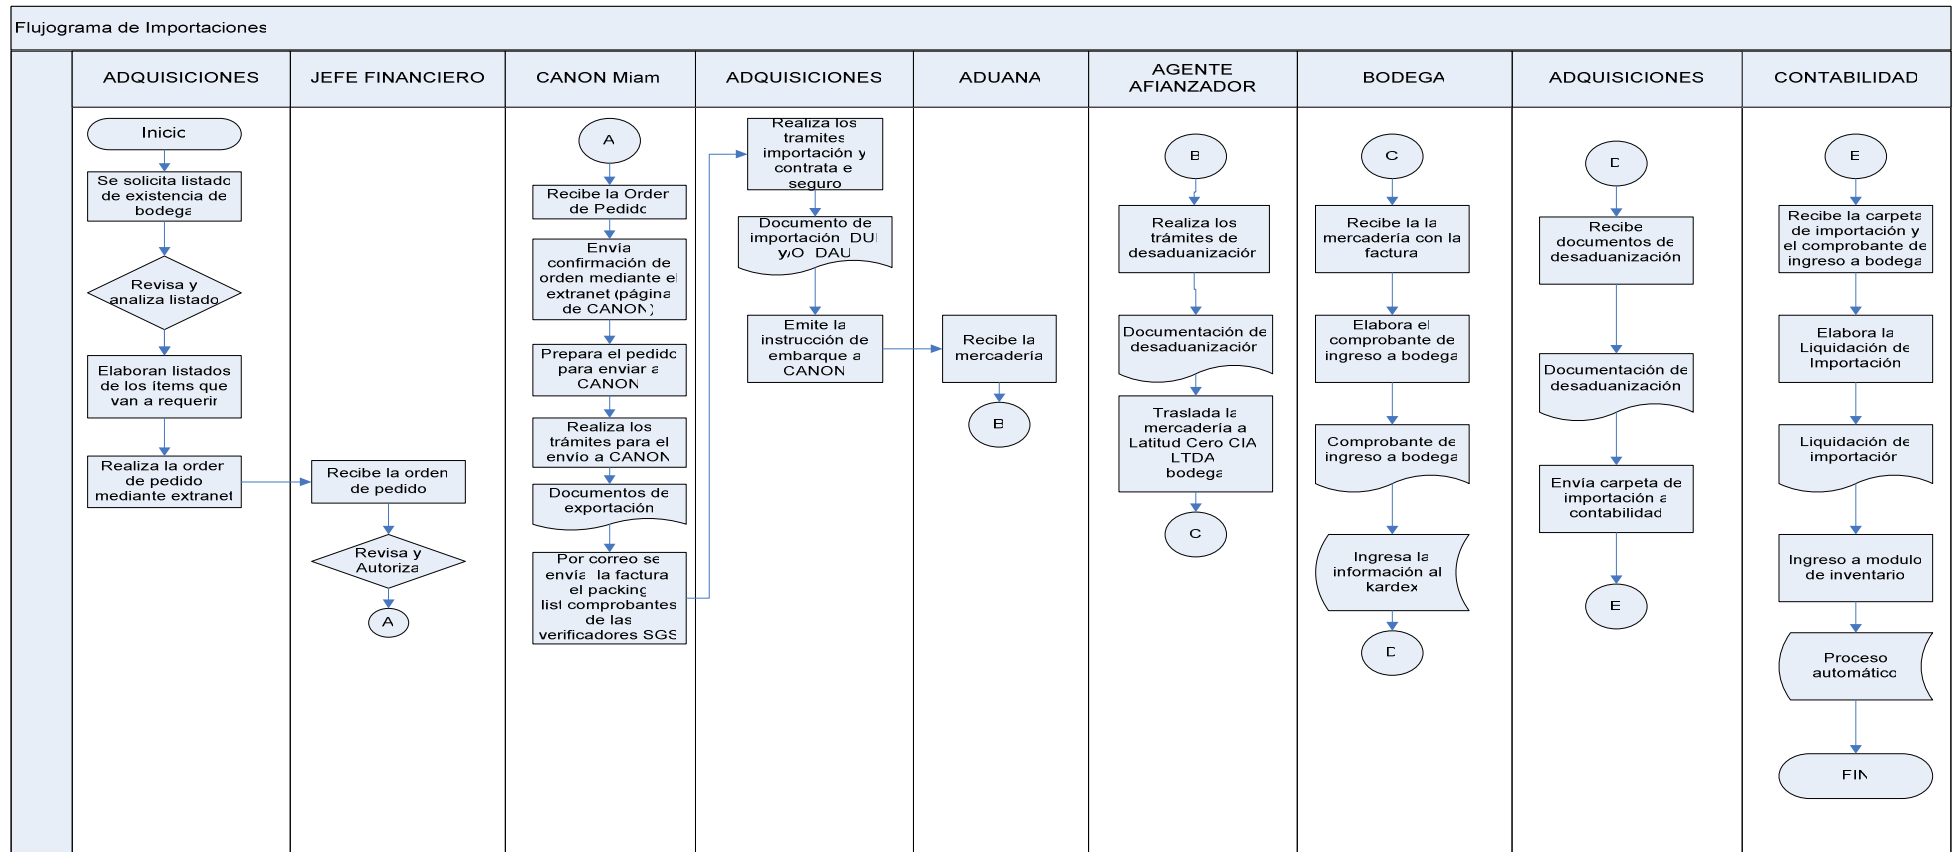 Flujograma de Importaciones
ADQUISICIONES
JEFE FINANCIERO
CANON Miam
ADQUISICIONES
ADUANA
AGENTE
AFIANZADOR
BODEGA
ADQUISICIONES
CONTABILIDAD
Inicio
Se solicita listado
de existencia de
bodega
Revisa y
analiza listado
Elaboran listados
de los ítems que
van a requerir
Realiza la orden
de pedido
mediante extranet
Recibe la orden
de pedido
Revisa y
Autoriza
A
A
Recibe la Orden
de Pedido
Envía
confirmación de
orden mediante el
extranet (página
de CANON)
Prepara el pedido
para enviar a
CANON
Realiza los
trámites para el
envío a CANON
Documentos de
exportación
Por correo se
envía la factura
el packing
list comprobantes
de las
verificadores SGS
Realiza los
tramites
importación y
contrata e
seguro
Documento de
importación DUI
y/O DAU
Emite la
instrucción de
embarque a
CANON
Recibe la
mercadería
B
B
Realiza los
trámites de
desaduanización
Documentación de
desaduanización
Traslada la
mercadería a
Latitud Cero CIA
LTDA
bodega
C
C
Recibe la la
mercadería con la
factura
Elabora el
comprobante de
ingreso a bodega
Comprobante de
ingreso a bodega
Ingresa la
información al
kardex
D
D
Recibe
documentos de
desaduanización
Documentación de
desaduanización
Envía carpeta de
importación a
contabilidad
E
E
Recibe la carpeta
de importación y
el comprobante de
ingreso a bodega
Elabora la
Liquidación de
Importación
Liquidación de
importación
Ingreso a modulo
de inventario
Proceso
automático
FIN